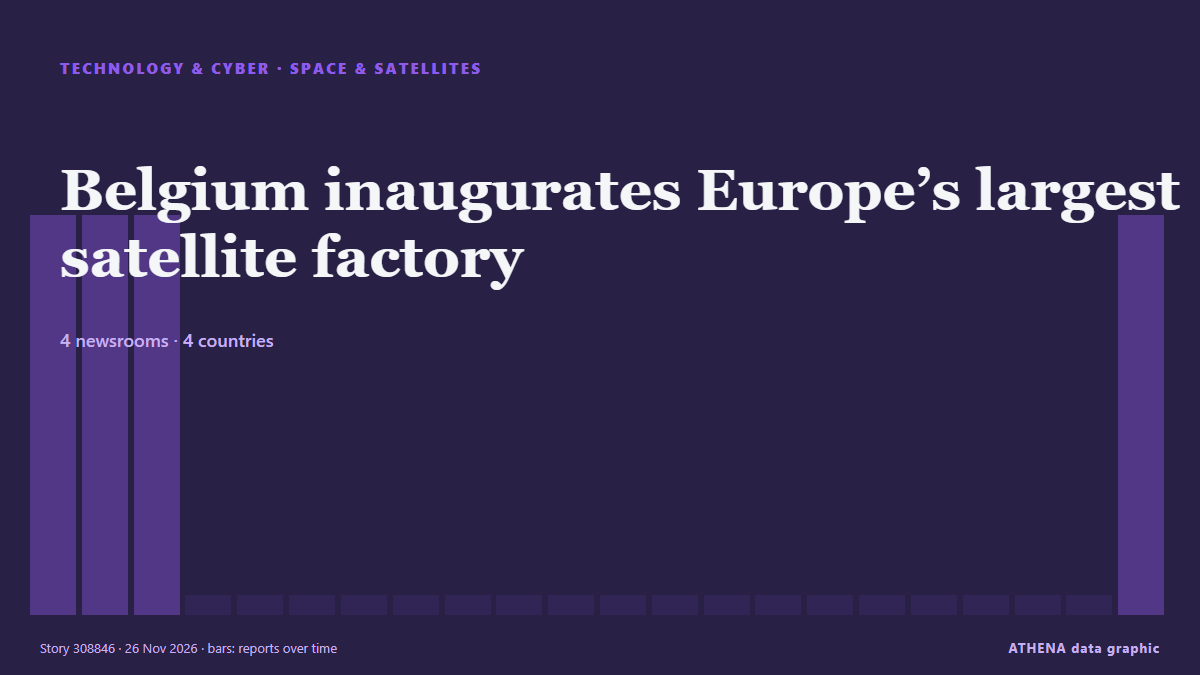 TECHNOLOGY & CYBER · SPACE & SATELLITES
Belgium inaugurates Europe’s largest
satellite factory
4 newsrooms · 4 countries
Story 308846 · 26 Nov 2026 · bars: reports over time
ATHENA data graphic